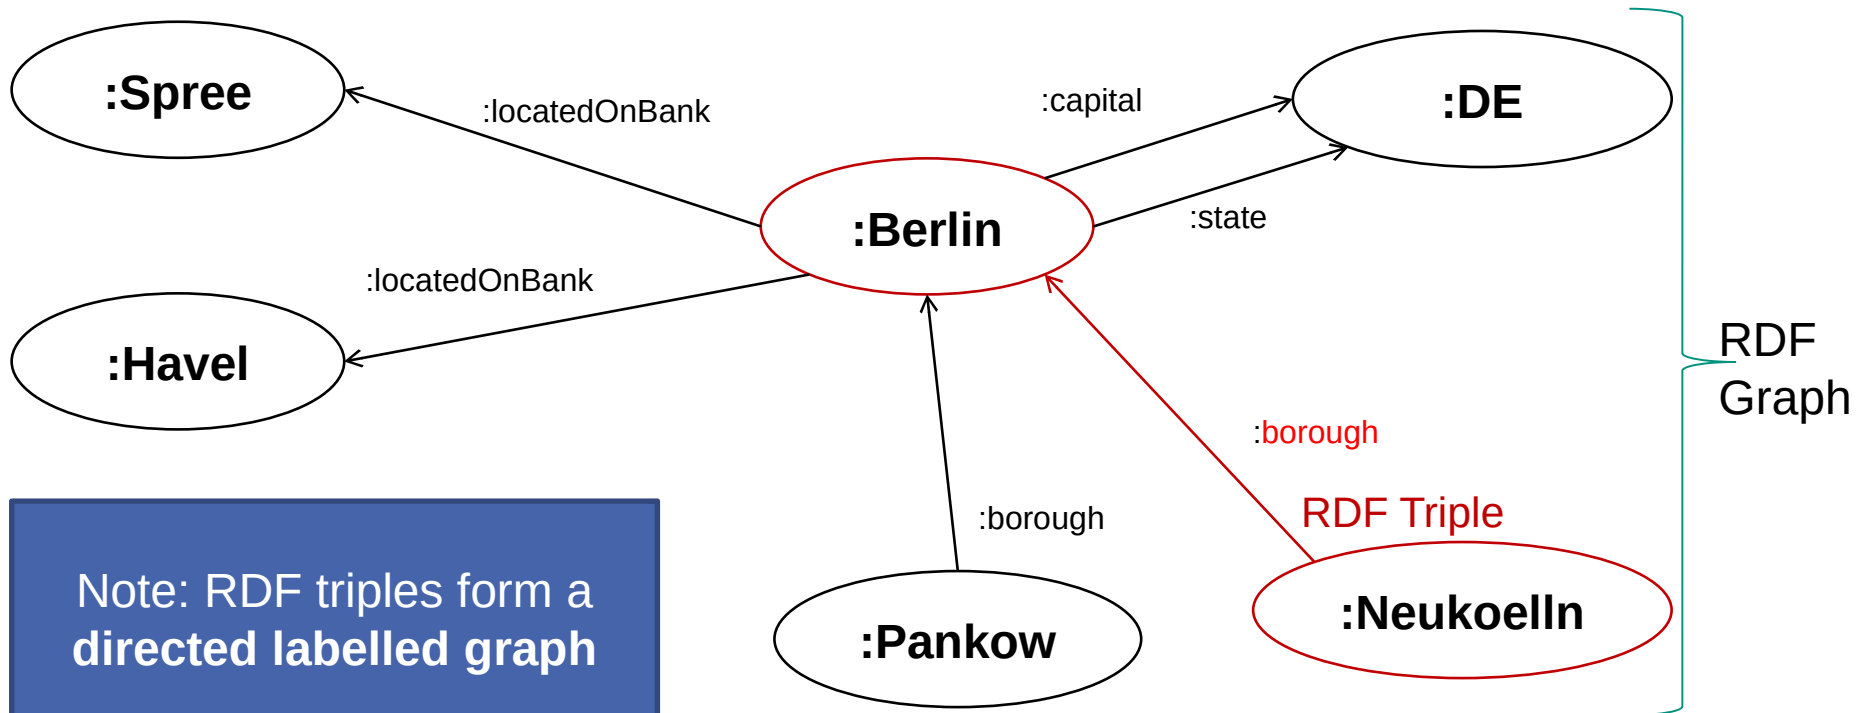 :Spree
:locatedOnBank
:capital
:DE
:Berlin
:state
:locatedOnBank
:Havel
RDF
Graph
:borough
:borough
RDF Triple
Note: RDF triples form a
directed labelled graph
:Pankow
:Neukoelln